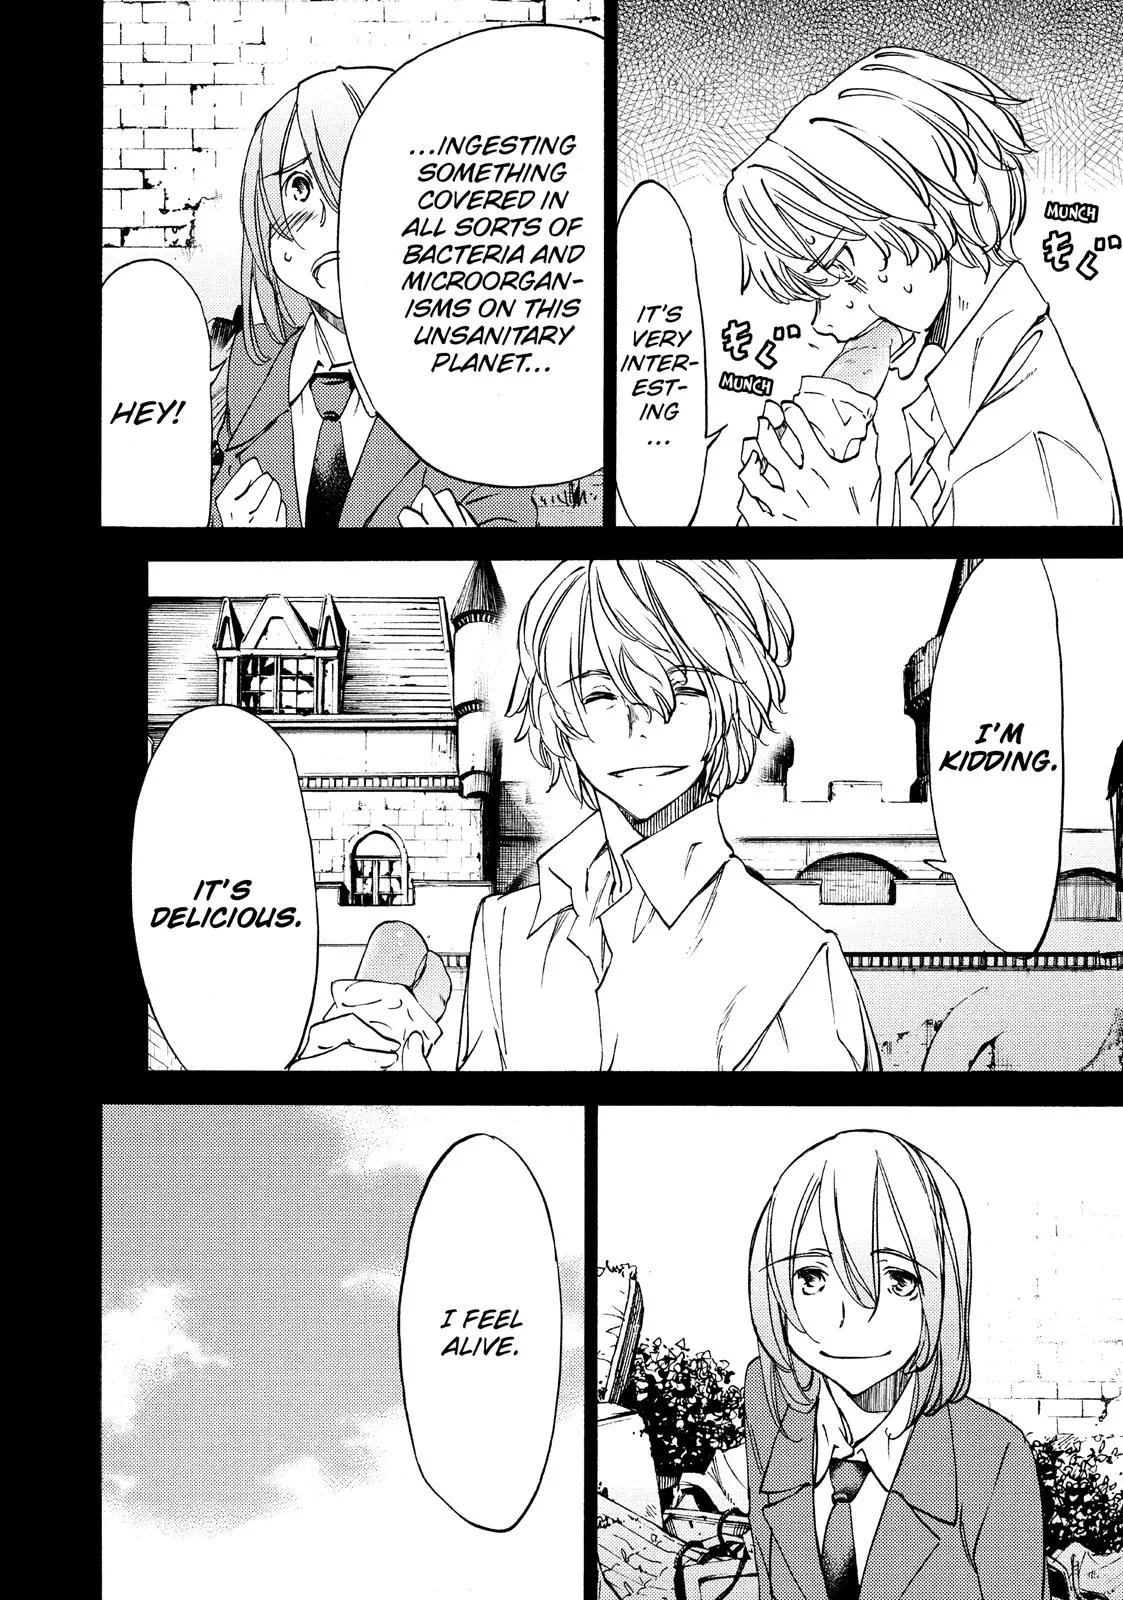 MUNCH
もぐ
もぐ
MUNCH
IT'S
VERY
INTER-
EST-
ING
...
...INGESTING
SOMETHING
COVERED IN
ALL SORTS OF
BACTERIA AND
MICROORGAN-
ISMS ON THIS
UNSANITARY
PLANET...
HEY!
I'M
KIDDING.
IT'S
DELICIOUS.
I FEEL
ALIVE.